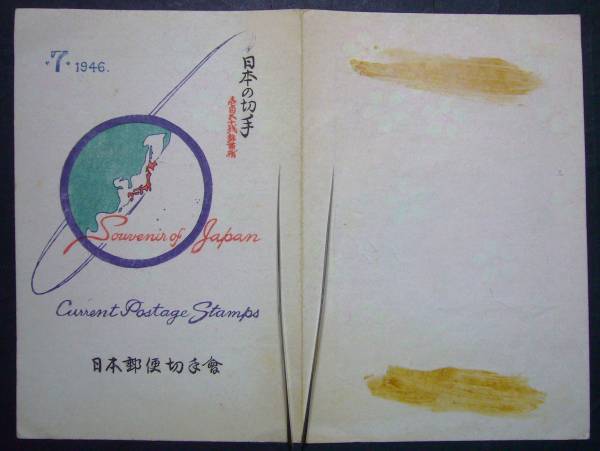 7 1946.
日本の切手
Souvenir of Japan
Current Postage Stamps
日本郵便切手會